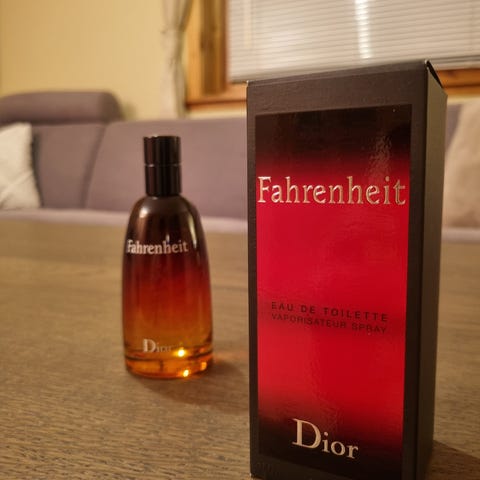 Fahrenheit
Dior
Fahrenheit
EAU DE TOILETTE
VAPORISATEUR SPRAY
Dior